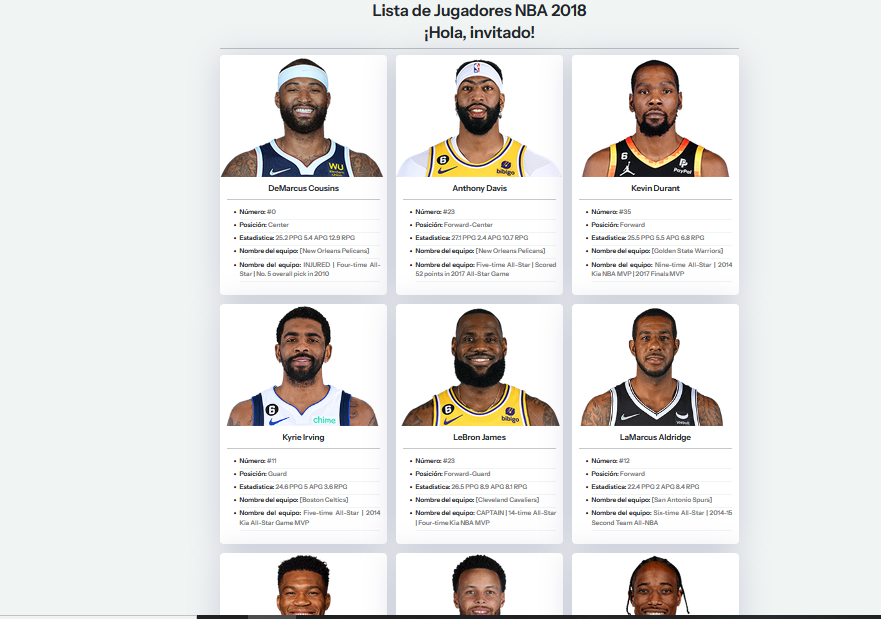 Lista de Jugadores NBA 2018
¡Hola, invitado!
WU
6
bibigo
6
PayPal
DeMarcus Cousins
Número: #0
Posición: Center
Estadística: 25.2 PPG 5.4 APG 12.9 RPG
Nombre del equipo: [New Orleans Pelicans]
Nombre del equipo: INJURED | Four-time All-
Star | No. 5 overall pick in 2010
Anthony Davis
Número: #23
Posición: Forward-Center
Estadística: 27.1 PPG 2.4 APG 10.7 RPG
Nombre del equipo: [New Orleans Pelicans]
Nombre del equipo: Five-time All-Star | Scored
52 points in 2017 All-Star Game
Kevin Durant
Número: #35
Posición: Forward
Estadística: 25.5 PPG 5.5 APG 6.8 RPG
Nombre del equipo: [Golden State Warriors]
Nombre del equipo: Nine-time All-Star | 2014
Kia NBA MVP | 2017 Finals MVP
6
chime
6
bibigo
Kyrie Irving
Número: #11
Posición: Guard
Estadística: 24.6 PPG 5 APG 3.6 RPG
Nombre del equipo: [Boston Celtics]
Nombre del equipo: Five-time All-Star | 2014
Kia All-Star Game MVP
LeBron James
Número: #23
Posición: Forward-Guard
Estadística: 26.5 PPG 8.9 APG 8.1 RPG
Nombre del equipo: [Cleveland Cavaliers]
Nombre del equipo: CAPTAIN | 14-time All-Star
| Four-time Kia NBA MVP
LaMarcus Aldridge
Número: #12
Posición: Forward
Estadística: 22.4 PPG 2 APG 8.4 RPG
Nombre del equipo: [San Antonio Spurs]
Nombre del equipo: Six-time All-Star | 2014-15
Second Team All-NBA